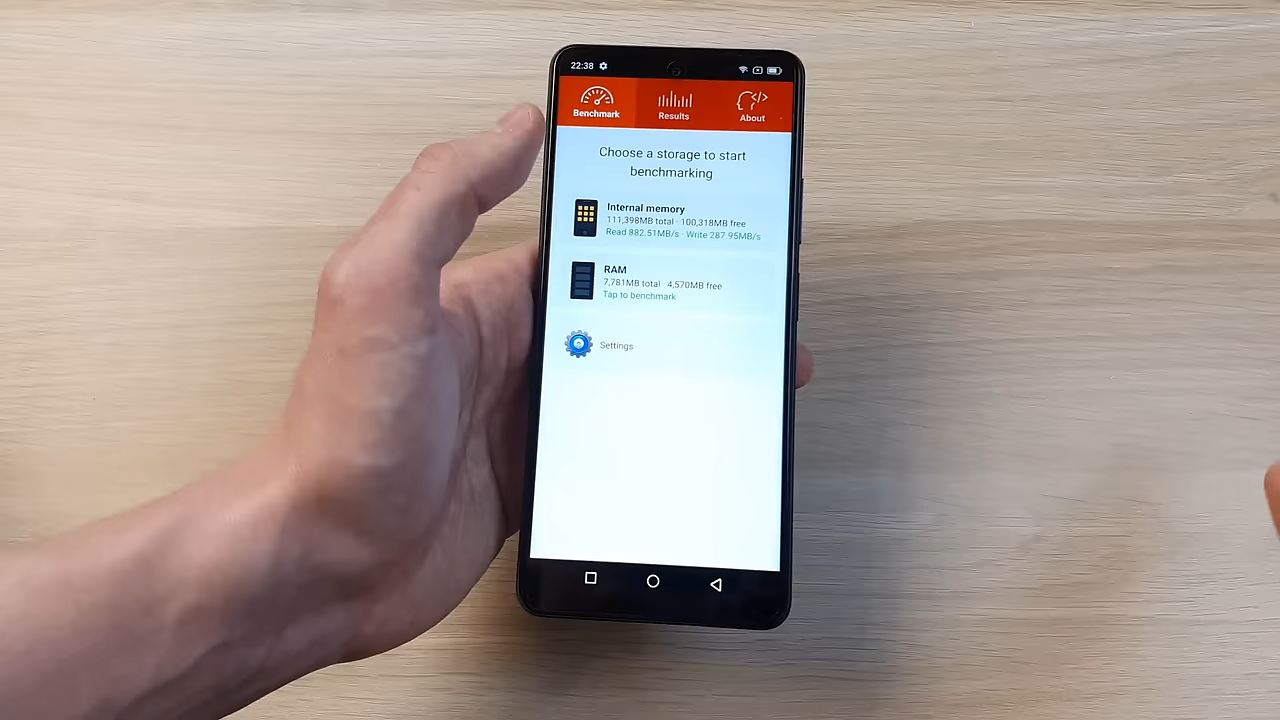 22:38
Benchmark
Results
About
Choose a storage to start
benchmarking
Internal memory
111,398MB total · 100,318MB free
Read 882.51MB/s · Write 287.95MB/s
RAM
7,781MB total · 4,570MB free
Tap to benchmark
Settings